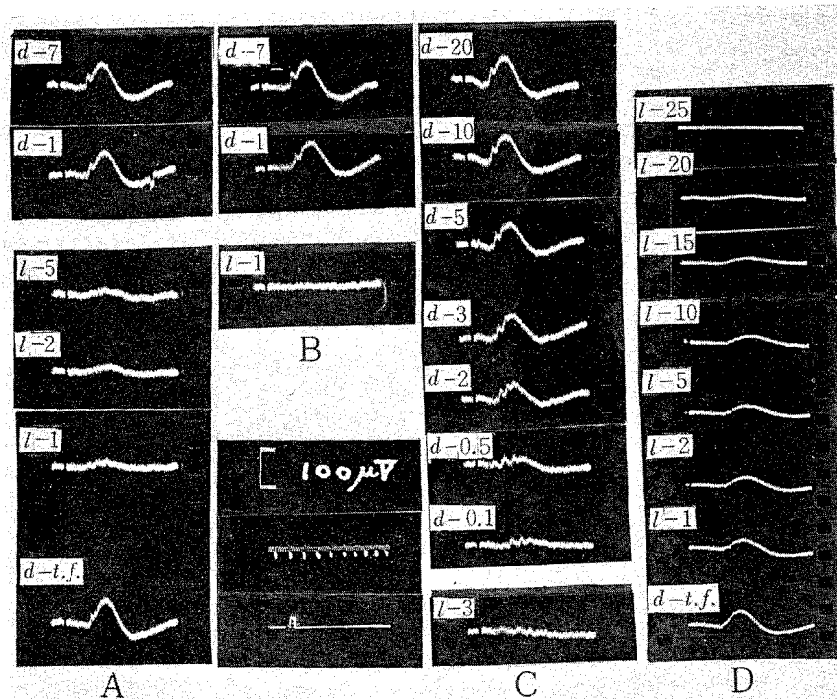 d-7
d-1
l-5
l-2
l-1
d-t.f.
A
d-7
d-1
l-1
B
100μV
d-20
d-10
d-5
d-3
d-2
d-0.5
d-0.1
l-3
C
l-25
l-20
l-15
l-10
l-5
l-2
l-1
d-t.f.
D